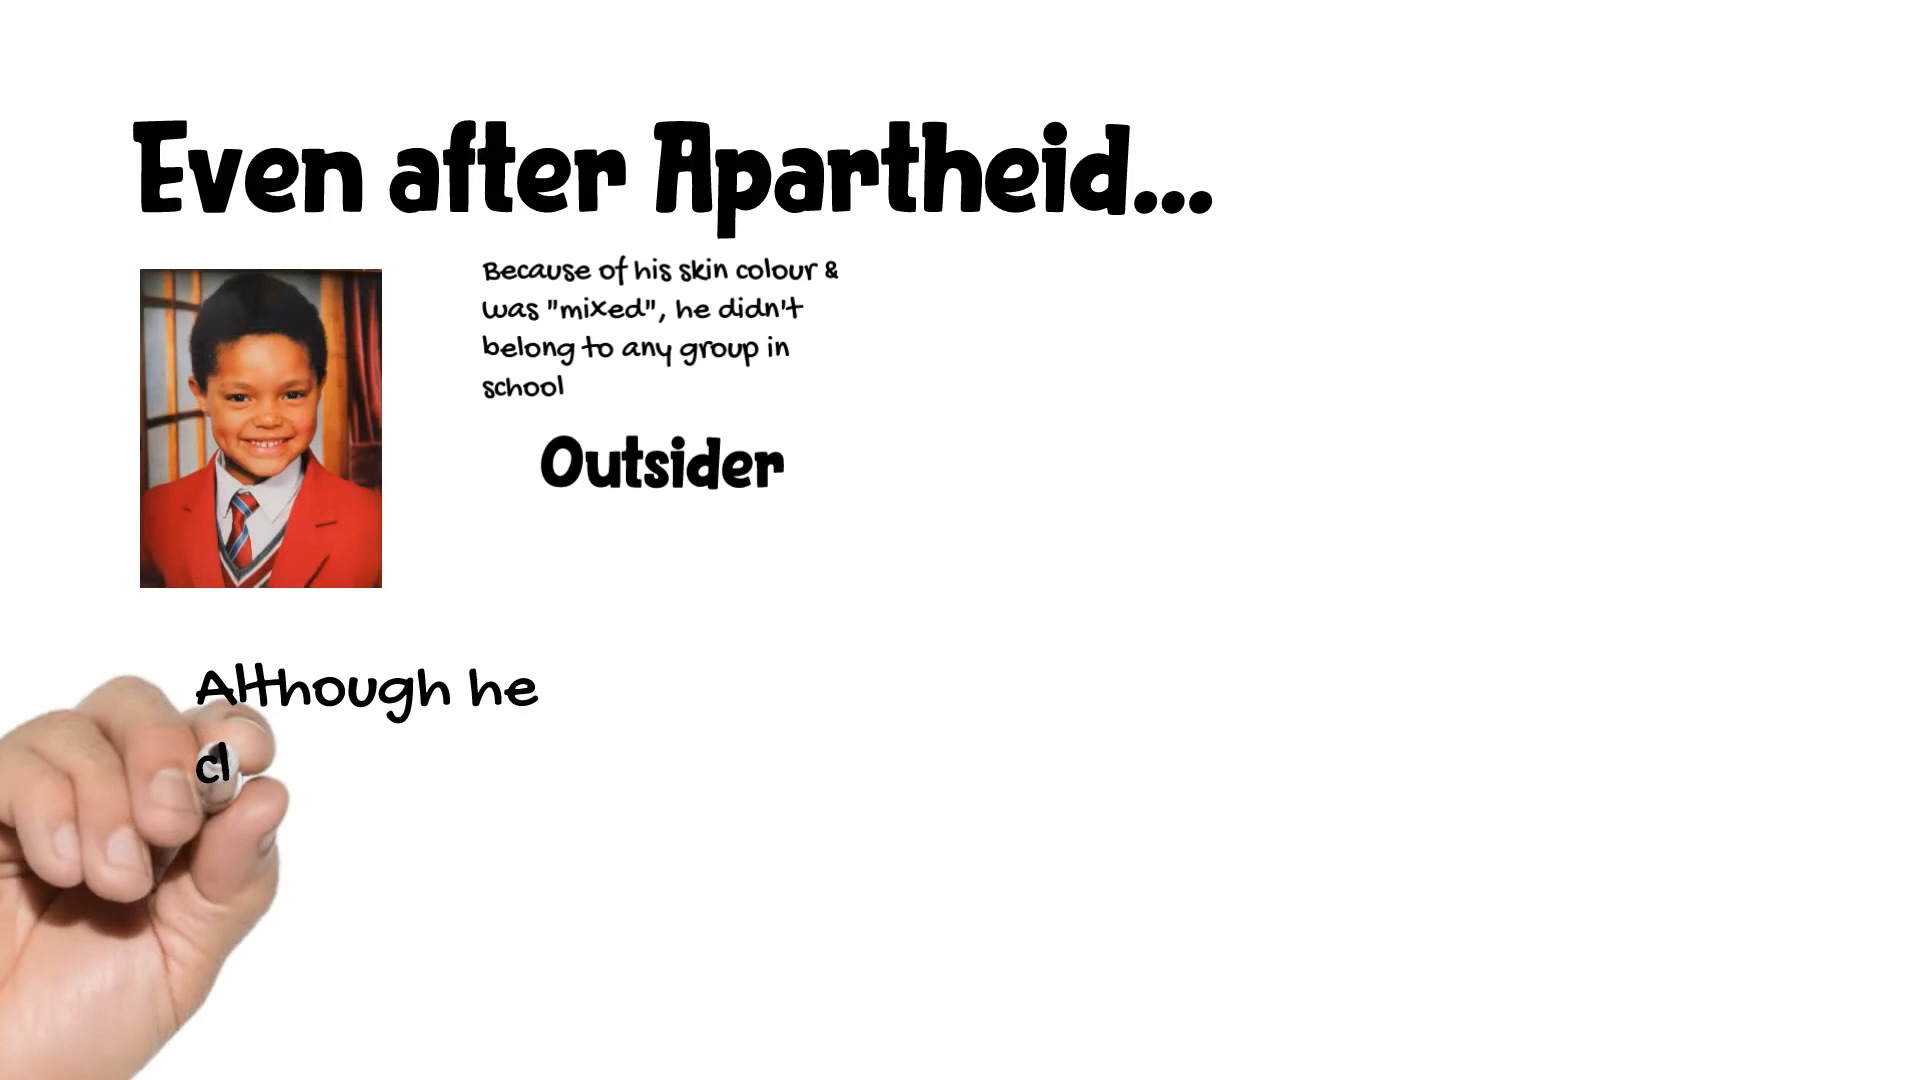 Even after Apartheid...
Because of his skin colour &
was "mixed", he didn't
belong to any group in
school
Outsider
Although he
cl